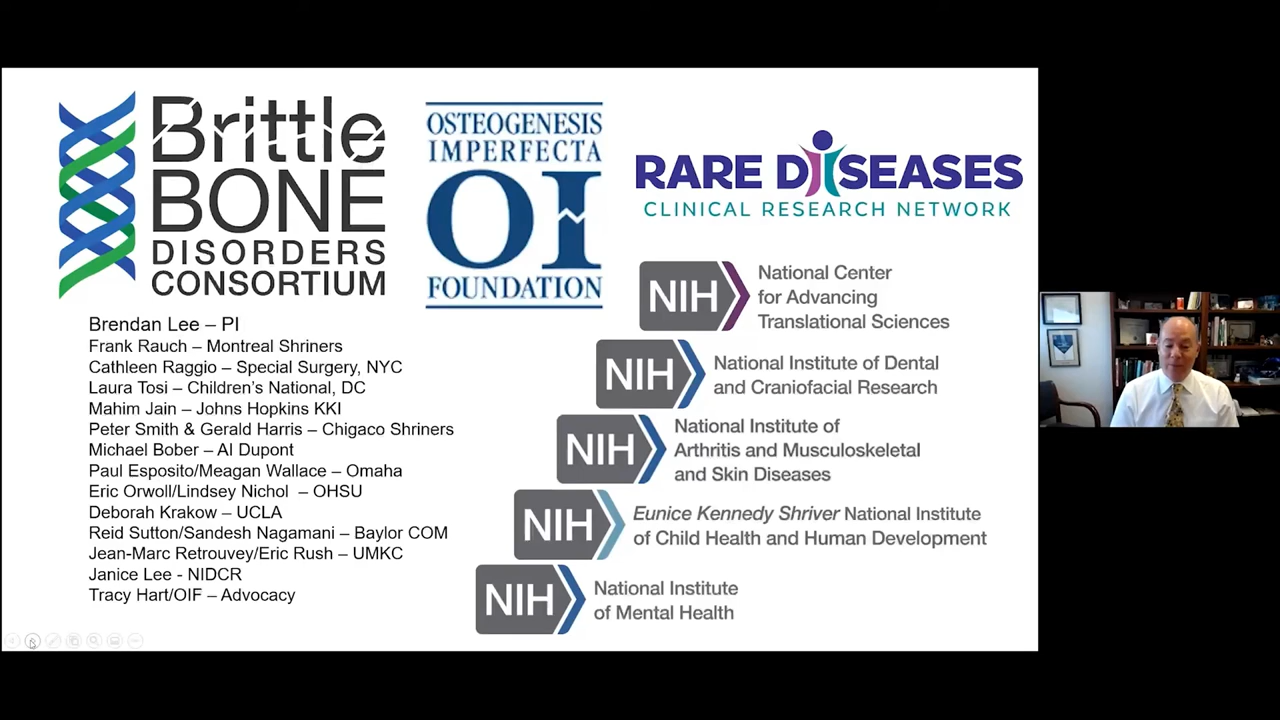 Brittle
BONE
DISORDERS
CONSORTIUM
OSTEOGENESIS
IMPERFECTA
OI
FOUNDATION
RARE DISEASES
CLINICAL RESEARCH NETWORK
Brendan Lee – PI
Frank Rauch – Montreal Shriners
Cathleen Raggio – Special Surgery, NYC
Laura Tosi – Children's National, DC
Mahim Jain – Johns Hopkins KKI
Peter Smith & Gerald Harris – Chigaco Shriners
Michael Bober – AI Dupont
Paul Esposito/Meagan Wallace – Omaha
Eric Orwoll/Lindsey Nichol – OHSU
Deborah Krakow – UCLA
Reid Sutton/Sandesh Nagamani – Baylor COM
Jean-Marc Retrouvey/Eric Rush – UMKC
Janice Lee - NIDCR
Tracy Hart/OIF – Advocacy
NIH
National Center
for Advancing
Translational Sciences
NIH
National Institute of Dental
and Craniofacial Research
NIH
National Institute of
Arthritis and Musculoskeletal
and Skin Diseases
NIH
Eunice Kennedy Shriver National Institute
of Child Health and Human Development
NIH
National Institute
of Mental Health